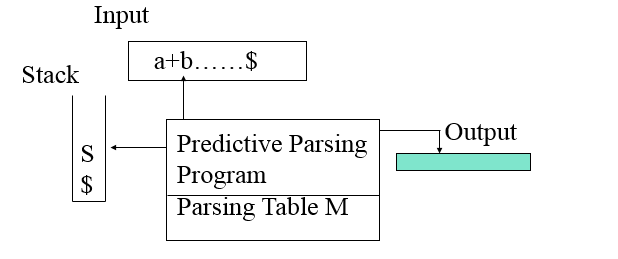 Input
a+b......$
Stack
Output
Predictive Parsing
S
Program
$
Parsing Table M